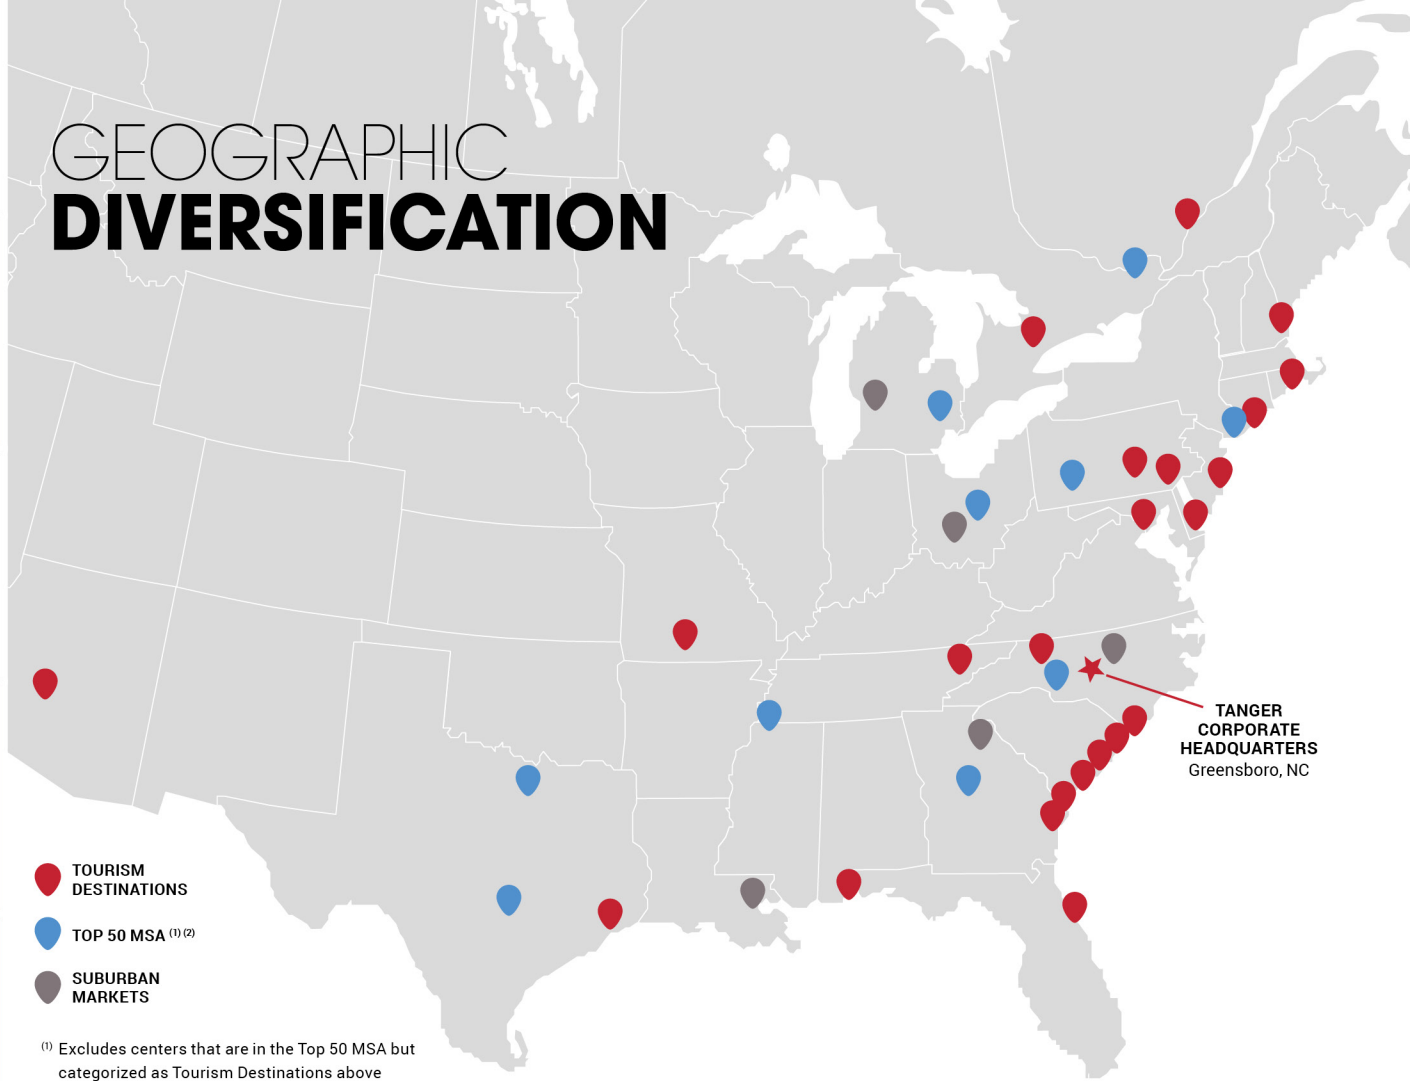 GEOGRAPHIC
DIVERSIFICATION
TANGER
CORPORATE
HEADQUARTERS
Greensboro, NC
TOURISM
DESTINATIONS
TOP 50 MSA (1) (2)
SUBURBAN
MARKETS
(1) Excludes centers that are in the Top 50 MSA but
categorized as Tourism Destinations above